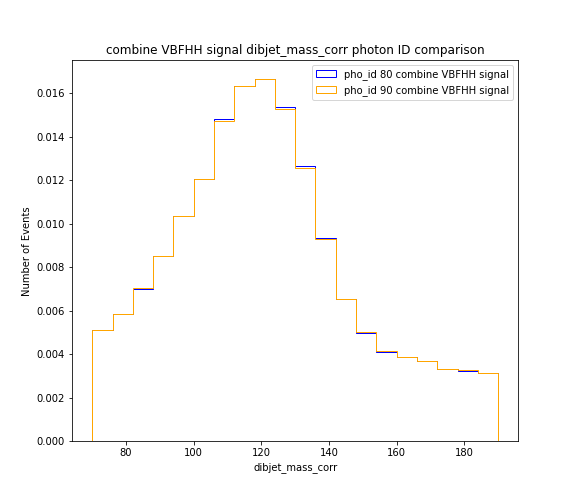 combine VBFHH signal dibjet_mass_corr photon ID comparison
pho_id 80 combine VBFHH signal
pho_id 90 combine VBFHH signal
Number of Events
0.016
0.014
0.012
0.010
0.008
0.006
0.004
0.002
0.000
80 100 120 140 160 180
dibjet_mass_corr